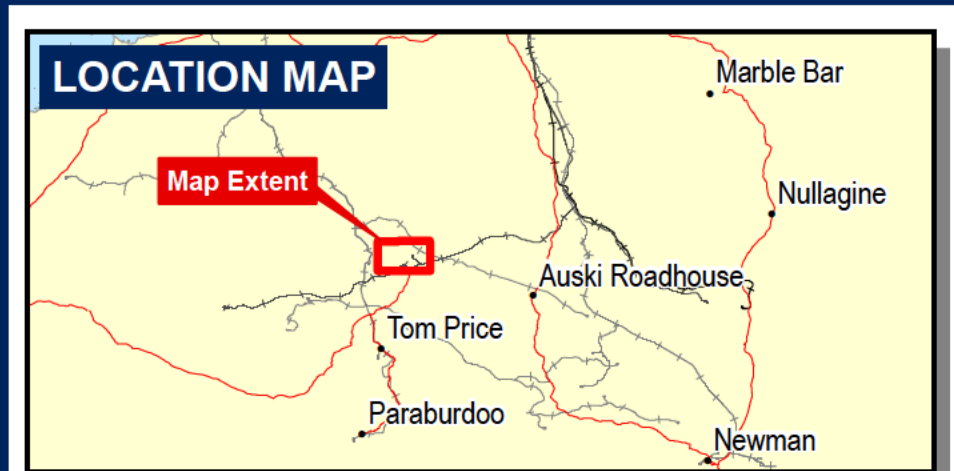 LOCATION MAP
Marble Bar
Map Extent
Nullagine
Auski Roadhouse
Tom Price
Paraburdoo
Newman